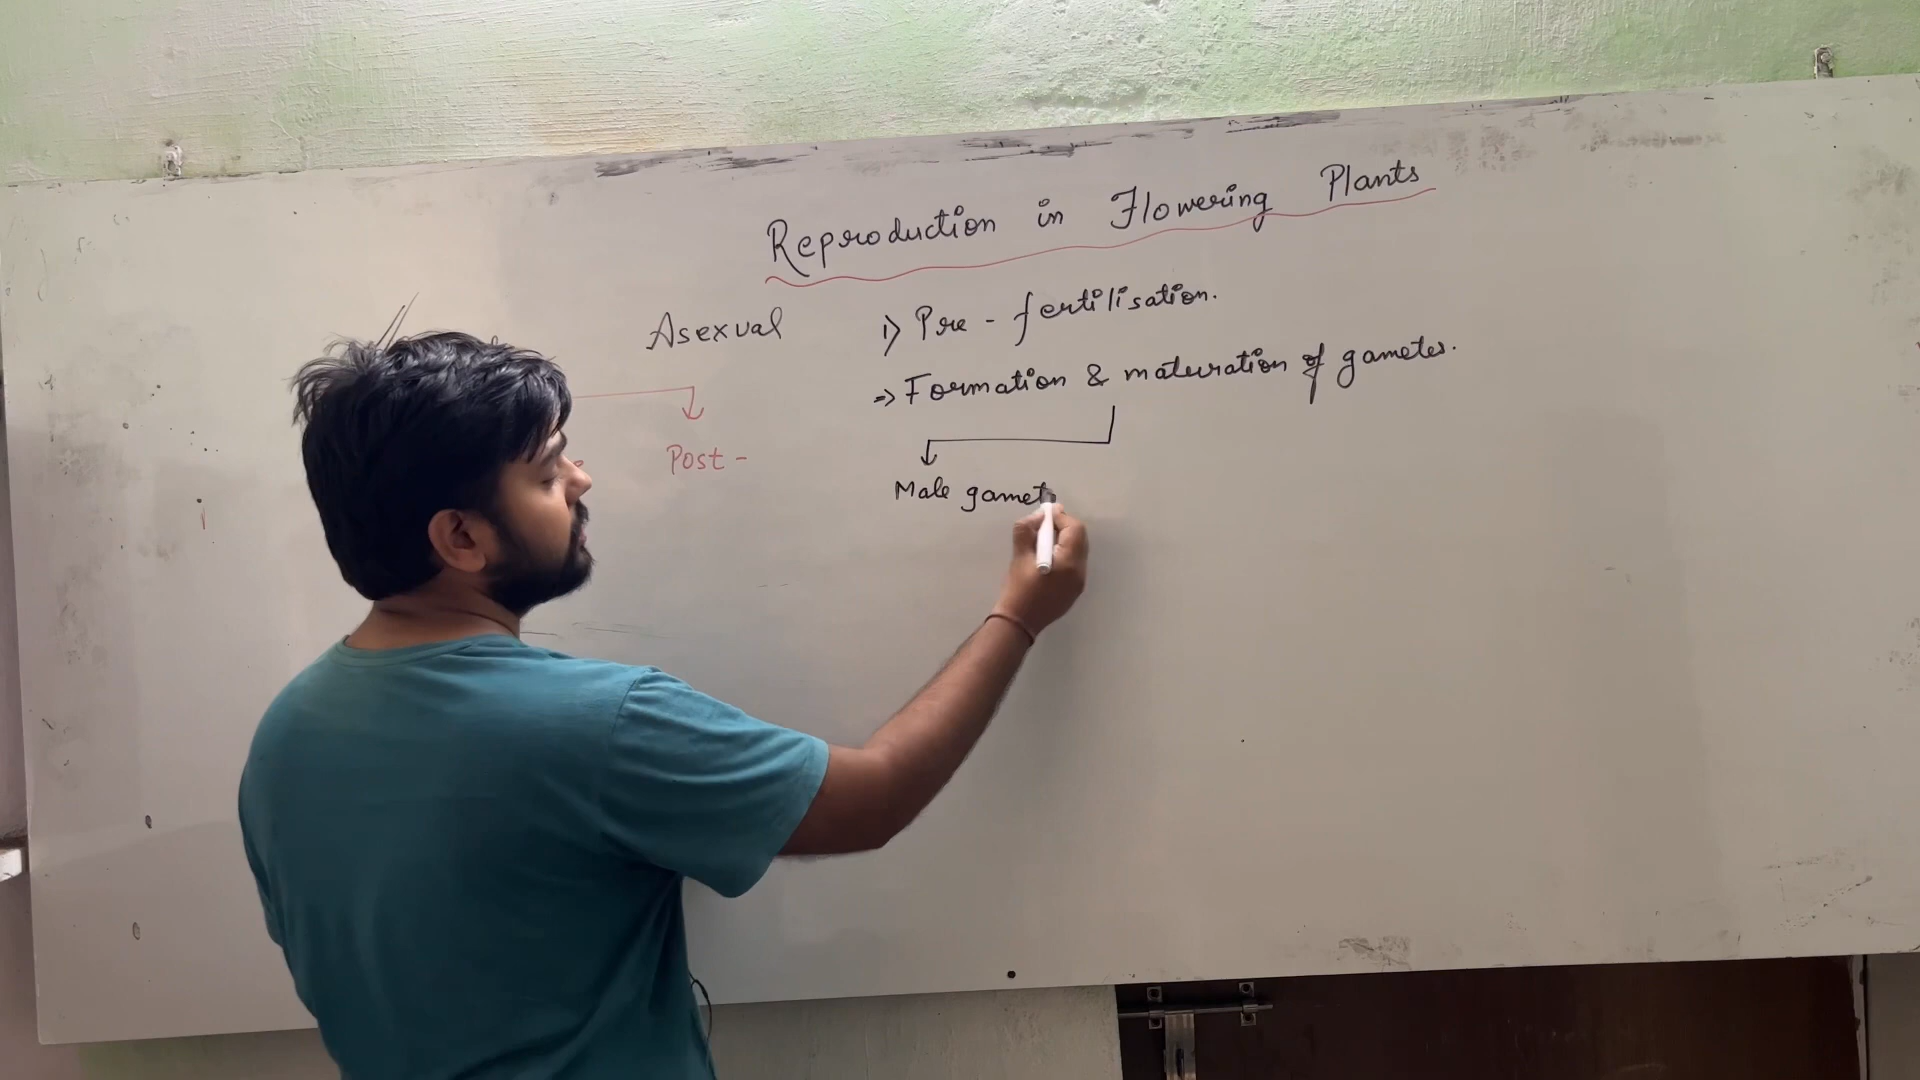 Reproduction in Flowering Plants
Asexual
Post -
1) Pre - fertilisation.
=> Formation & maturation of gametes.
Male gamet